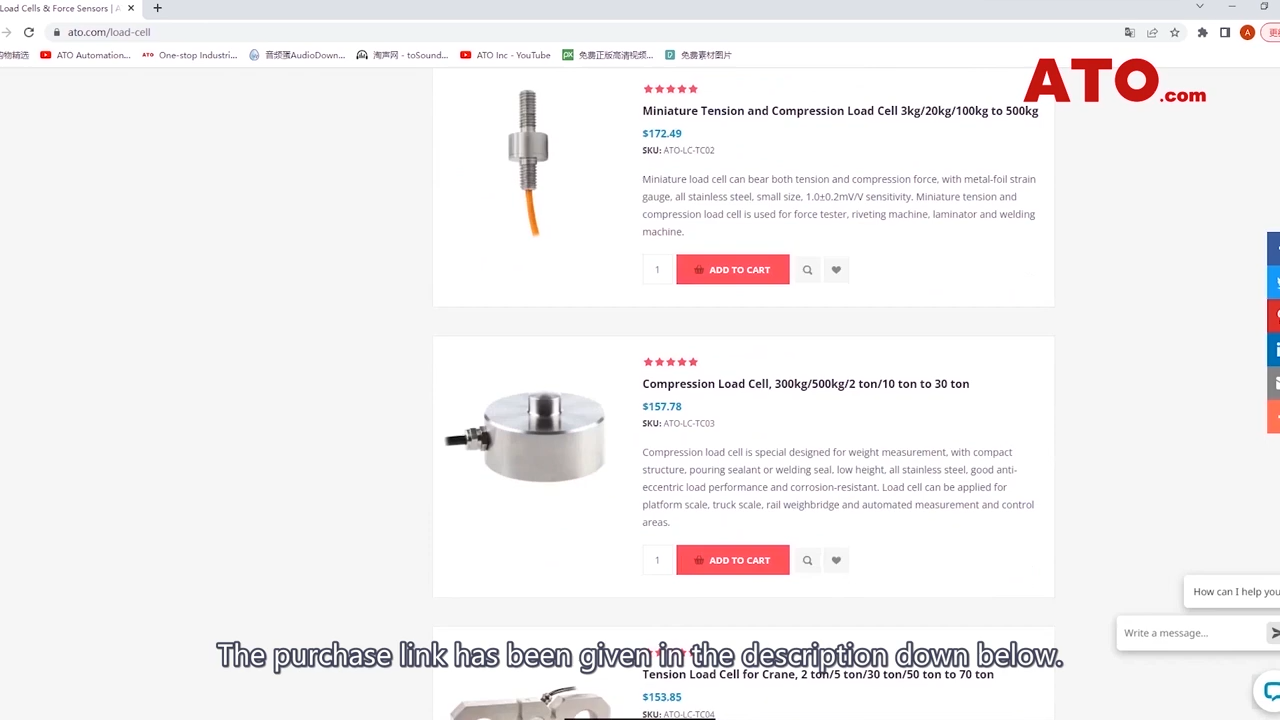 Load Cells & Force Sensors | A
ato.com/load-cell
ATO Automation...
ATO One-stop Industri...
音频蛋AudioDown...
淘声网 - toSound...
ATO Inc - YouTube
免费正版高清视频...
免费素材图片
ATO.com
Miniature Tension and Compression Load Cell 3kg/20kg/100kg to 500kg
$172.49
SKU: ATO-LC-TC02
Miniature load cell can bear both tension and compression force, with metal-foil strain
gauge, all stainless steel, small size, 1.0±0.2mV/V sensitivity. Miniature tension and
compression load cell is used for force tester, riveting machine, laminator and welding
machine.
1 ADD TO CART
Compression Load Cell, 300kg/500kg/2 ton/10 ton to 30 ton
$157.78
SKU: ATO-LC-TC03
Compression load cell is special designed for weight measurement, with compact
structure, pouring sealant or welding seal, low height, all stainless steel, good anti-
eccentric load performance and corrosion-resistant. Load cell can be applied for
platform scale, truck scale, rail weighbridge and automated measurement and control
areas.
1 ADD TO CART
How can I help you
Write a message...
The purchase link has been given in the description down below.
Tension Load Cell for Crane, 2 ton/5 ton/30 ton/50 ton to 70 ton
$153.85
SKU: ATO-LC-TC04